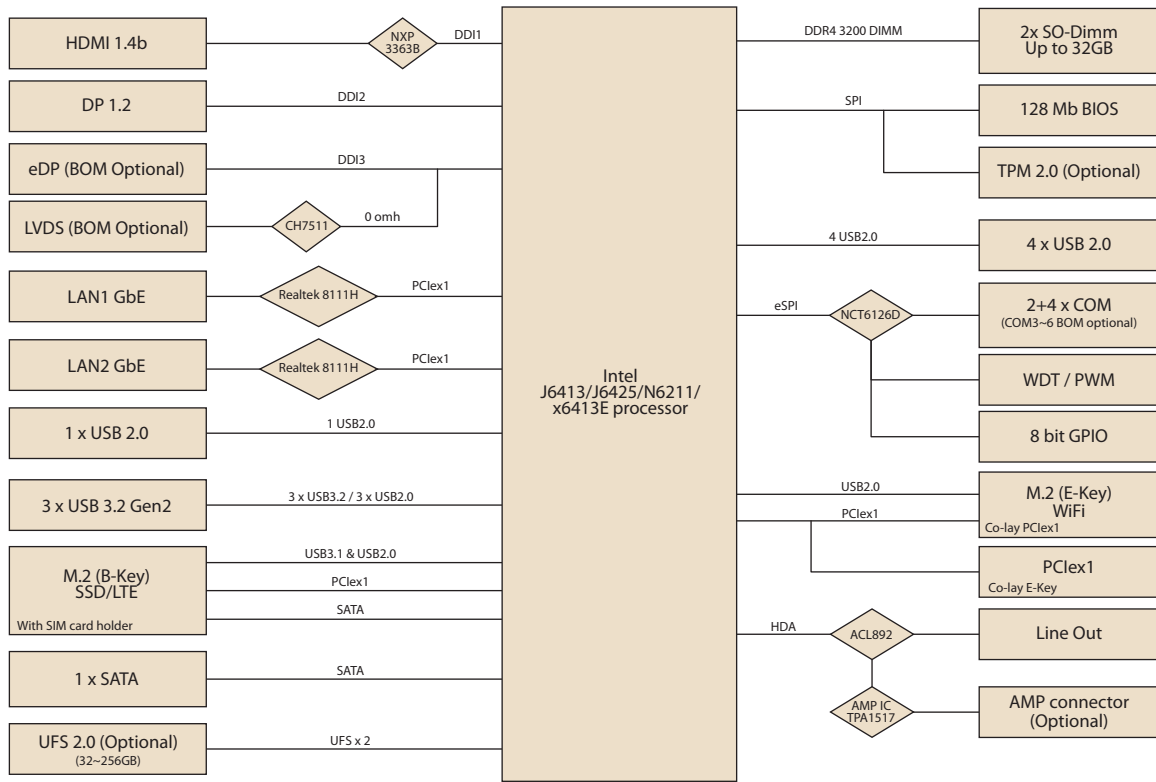 HDMI 1.4b
NXP
3363B
DDI1
DP 1.2
DDI2
eDP (BOM Optional)
DDI3
LVDS (BOM Optional)
CH7511
0 omh
LAN1 GbE
Realtek 8111H
PCIex1
LAN2 GbE
Realtek 8111H
PCIex1
1 x USB 2.0
1 USB2.0
3 x USB 3.2 Gen2
3 x USB3.2 / 3 x USB2.0
M.2 (B-Key)
SSD/LTE
With SIM card holder
USB3.1 & USB2.0
PCIex1
SATA
1 x SATA
SATA
UFS 2.0 (Optional)
(32~256GB)
UFS x 2
Intel
J6413/J6425/N6211/
x6413E processor
DDR4 3200 DIMM
2x SO-Dimm
Up to 32GB
SPI
128 Mb BIOS
TPM 2.0 (Optional)
4 USB2.0
4 x USB 2.0
eSPI
NCT6126D
2+4 x COM
(COM3~6 BOM optional)
WDT / PWM
8 bit GPIO
USB2.0
PCIex1
M.2 (E-Key)
WiFi
Co-lay PCIex1
PCIex1
Co-lay E-Key
HDA
ACL892
Line Out
AMP IC
TPA1517
AMP connector
(Optional)